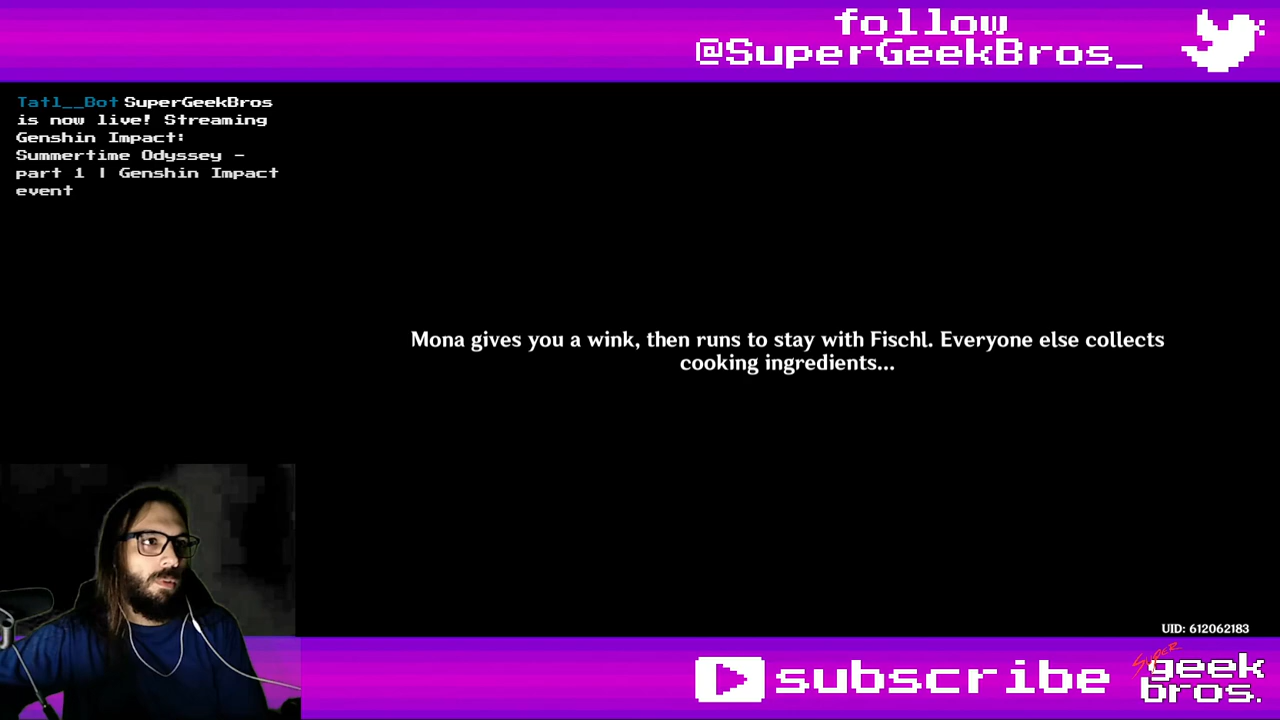 follow
@SuperGeekBros_
Tatl__Bot SuperGeekBros
is now live! Streaming
Genshin Impact:
Summertime Odyssey -
part 1 | Genshin Impact
event
Mona gives you a wink, then runs to stay with Fischl. Everyone else collects
cooking ingredients...
UID: 612062183
subscribe
SUPER
geek
bros.